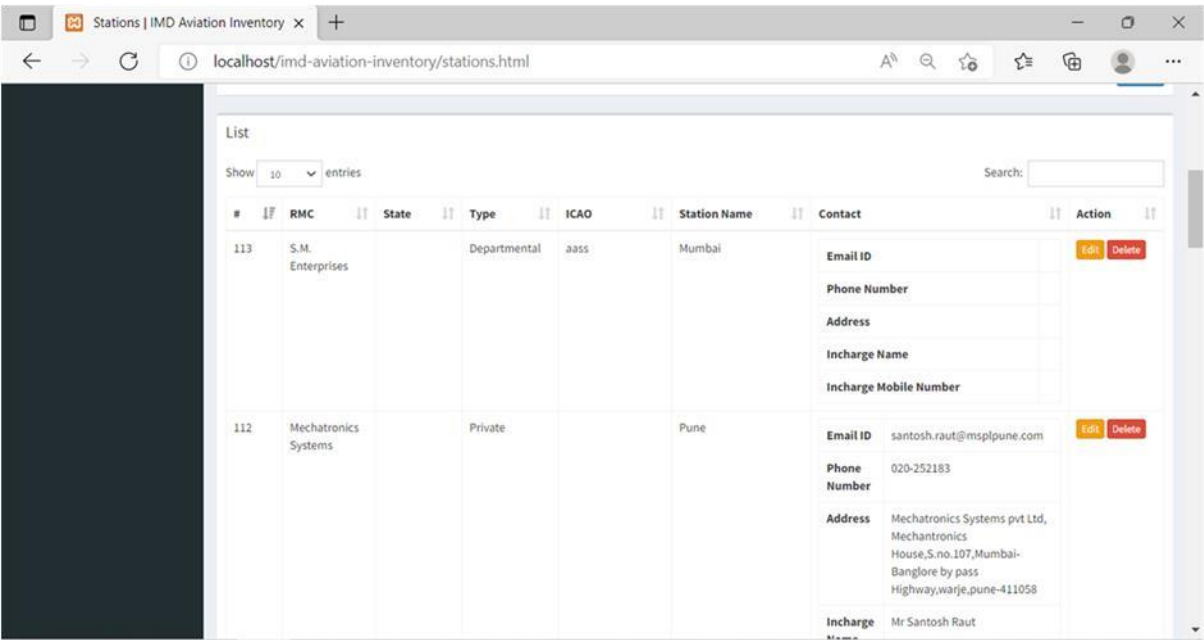 Stations | IMD Aviation Inventory
localhost/imd-aviation-inventory/stations.html
List
Show 10 entries
Search:
# RMC State Type ICAO Station Name Contact Action
113 S.M. Departmental aass Mumbai Email ID Edit Delete
Enterprises
Phone Number
Address
Incharge Name
Incharge Mobile Number
112 Mechatronics Private Pune Email ID santosh.raut@msplpune.com Edit Delete
Systems
Phone 020-252183
Number
Address Mechatronics Systems pvt Ltd,
Mechantronics
House,S.no.107,Mumbai-
Banglore by pass
Highway,warje,pune-411058
Incharge Mr Santosh Raut